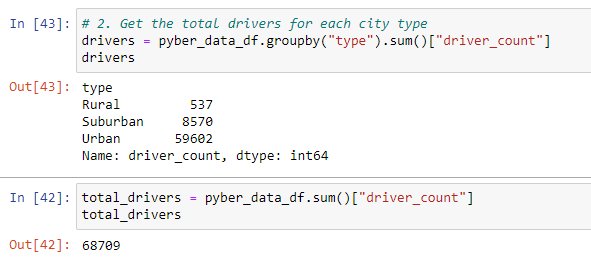 In [43]: # 2. Get the total drivers for each city type
drivers = pyber_data_df.groupby("type").sum()["driver_count"]
drivers
Out[43]: type
Rural 537
Suburban 8570
Urban 59602
Name: driver_count, dtype: int64
In [42]: total_drivers = pyber_data_df.sum()["driver_count"]
total_drivers
Out[42]: 68709